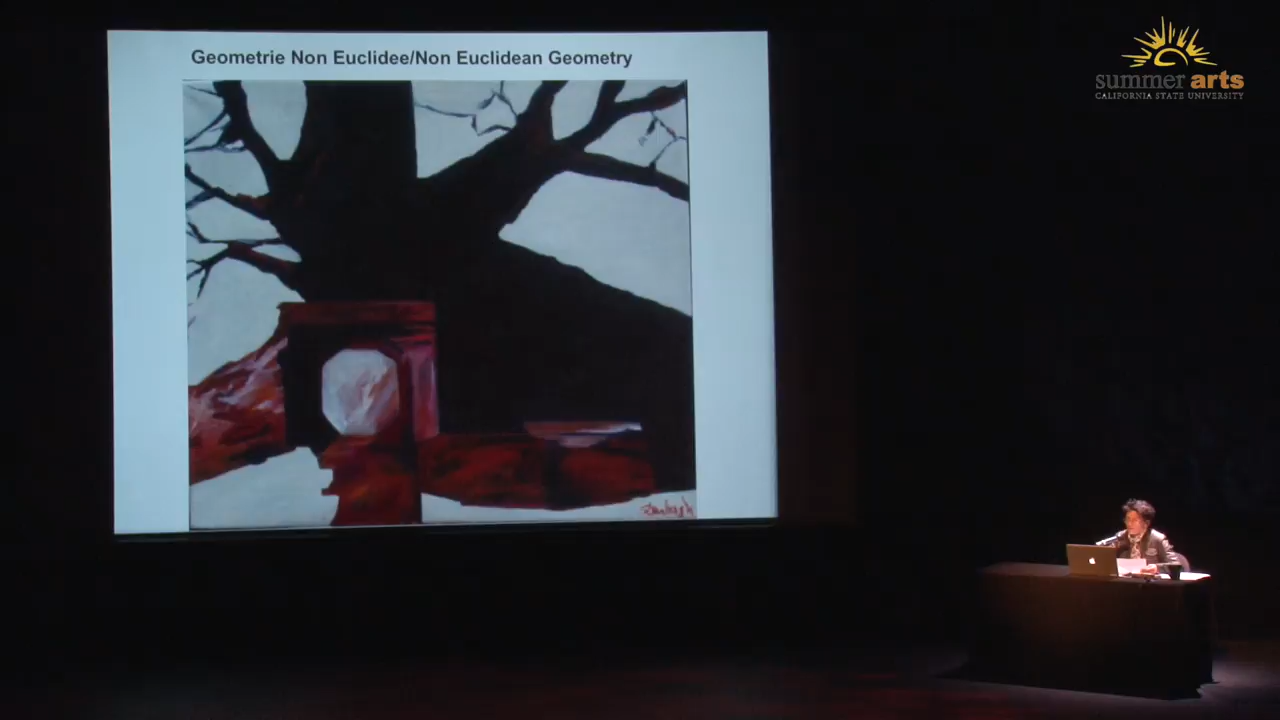 Geometrie Non Euclidee/Non Euclidean Geometry
summer arts
CALIFORNIA STATE UNIVERSITY